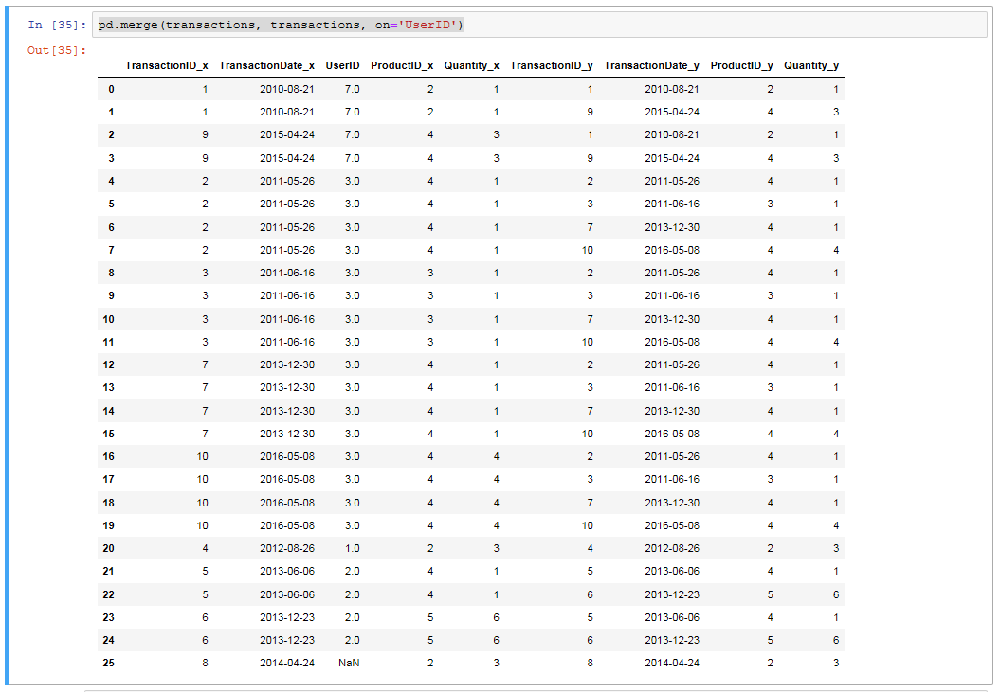 In [35]: pd.merge(transactions, transactions, on='UserID')
Out[35]:
TransactionID_x TransactionDate_x UserID ProductID_x Quantity_x TransactionID_y TransactionDate_y ProductID_y Quantity_y
0 1 2010-08-21 7.0 2 1 1 2010-08-21 2 1
1 1 2010-08-21 7.0 2 1 9 2015-04-24 4 3
2 9 2015-04-24 7.0 4 3 1 2010-08-21 2 1
3 9 2015-04-24 7.0 4 3 9 2015-04-24 4 3
4 2 2011-05-26 3.0 4 1 2 2011-05-26 4 1
5 2 2011-05-26 3.0 4 1 3 2011-06-16 3 1
6 2 2011-05-26 3.0 4 1 7 2013-12-30 4 1
7 2 2011-05-26 3.0 4 1 10 2016-05-08 4 4
8 3 2011-06-16 3.0 3 1 2 2011-05-26 4 1
9 3 2011-06-16 3.0 3 1 3 2011-06-16 3 1
10 3 2011-06-16 3.0 3 1 7 2013-12-30 4 1
11 3 2011-06-16 3.0 3 1 10 2016-05-08 4 4
12 7 2013-12-30 3.0 4 1 2 2011-05-26 4 1
13 7 2013-12-30 3.0 4 1 3 2011-06-16 3 1
14 7 2013-12-30 3.0 4 1 7 2013-12-30 4 1
15 7 2013-12-30 3.0 4 1 10 2016-05-08 4 4
16 10 2016-05-08 3.0 4 4 2 2011-05-26 4 1
17 10 2016-05-08 3.0 4 4 3 2011-06-16 3 1
18 10 2016-05-08 3.0 4 4 7 2013-12-30 4 1
19 10 2016-05-08 3.0 4 4 10 2016-05-08 4 4
20 4 2012-08-26 1.0 2 3 4 2012-08-26 2 3
21 5 2013-06-06 2.0 4 1 5 2013-06-06 4 1
22 5 2013-06-06 2.0 4 1 6 2013-12-23 5 6
23 6 2013-12-23 2.0 5 6 5 2013-06-06 4 1
24 6 2013-12-23 2.0 5 6 6 2013-12-23 5 6
25 8 2014-04-24 NaN 2 3 8 2014-04-24 2 3